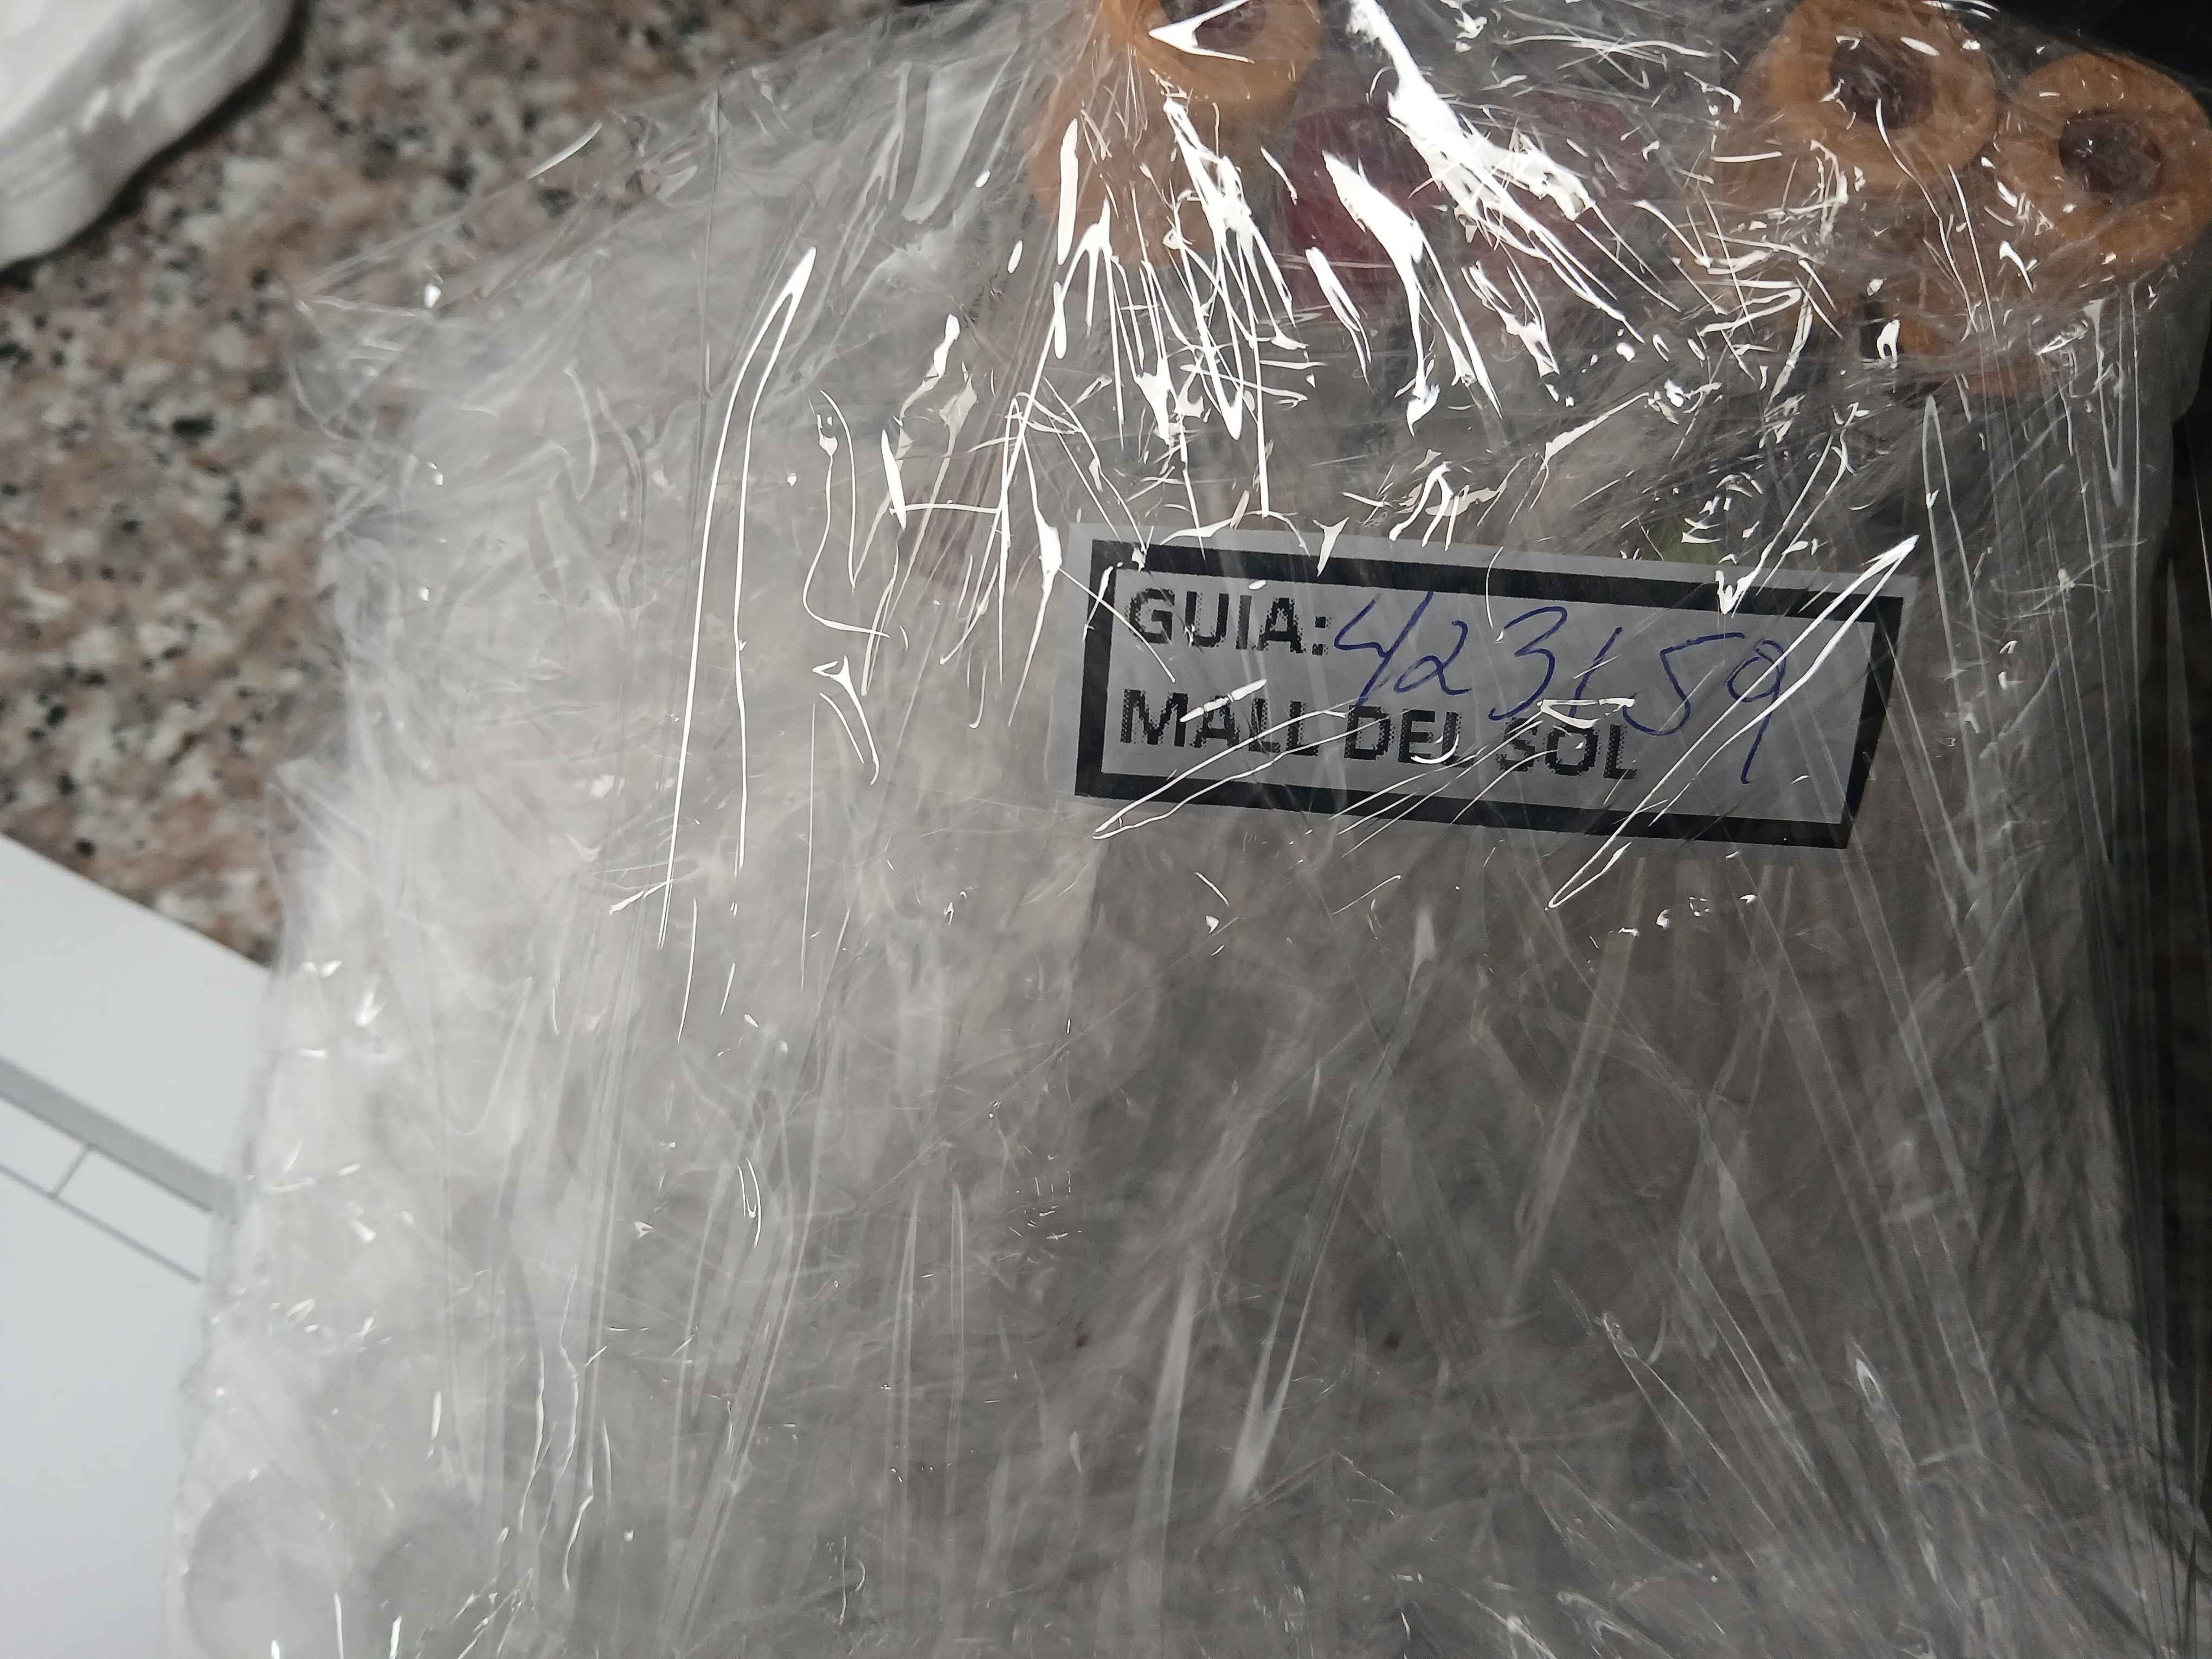 GUIA: 423159
MALL DEL SOL